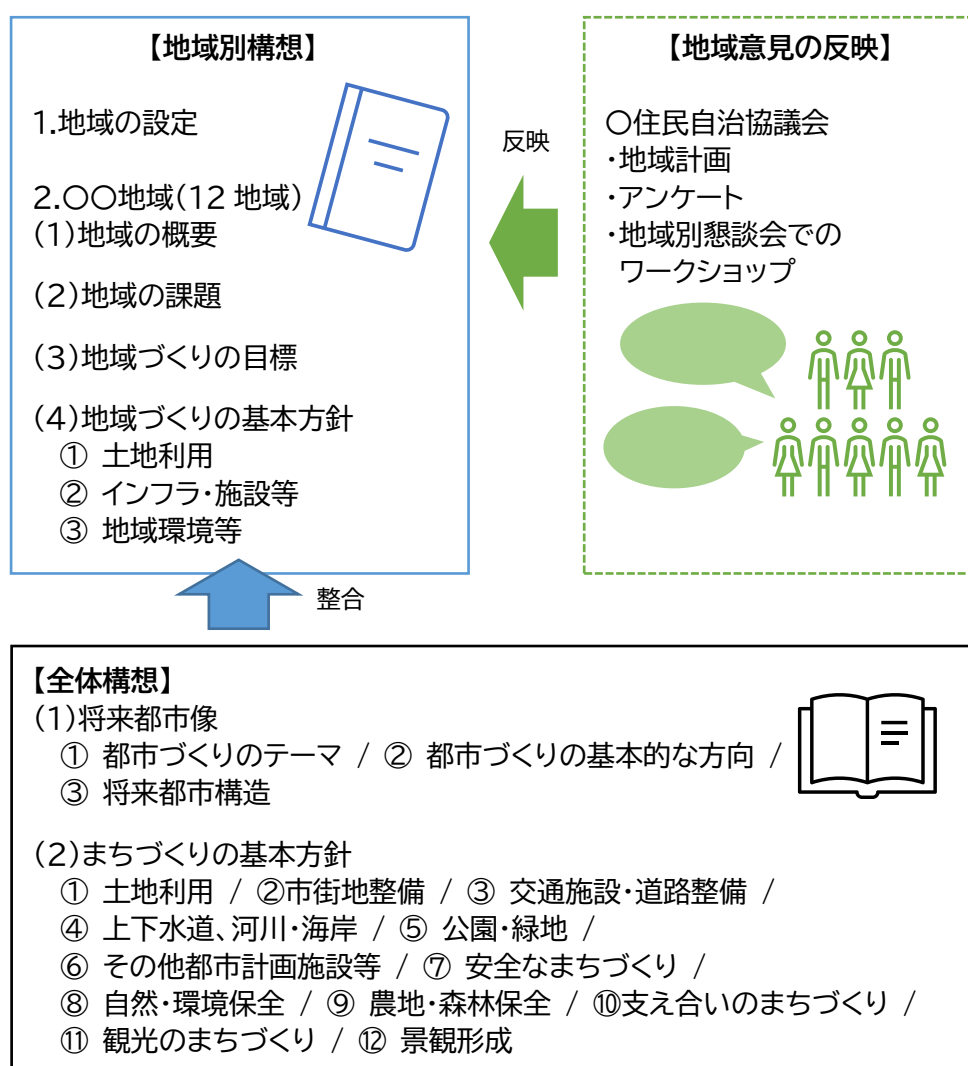 【地域別構想】
1.地域の設定
2.〇〇地域(12 地域)
(1)地域の概要
(2)地域の課題
(3)地域づくりの目標
(4)地域づくりの基本方針
① 土地利用
② インフラ・施設等
③ 地域環境等
反映
【地域意見の反映】
〇住民自治協議会
・地域計画
・アンケート
・地域別懇談会での
ワークショップ
整合
【全体構想】
(1)将来都市像
① 都市づくりのテーマ / ② 都市づくりの基本的な方向 /
③ 将来都市構造
(2)まちづくりの基本方針
① 土地利用 / ②市街地整備 / ③ 交通施設・道路整備 /
④ 上下水道、河川・海岸 / ⑤ 公園・緑地 /
⑥ その他都市計画施設等 / ⑦ 安全なまちづくり /
⑧ 自然・環境保全 / ⑨ 農地・森林保全 / ⑩支え合いのまちづくり /
⑪ 観光のまちづくり / ⑫ 景観形成